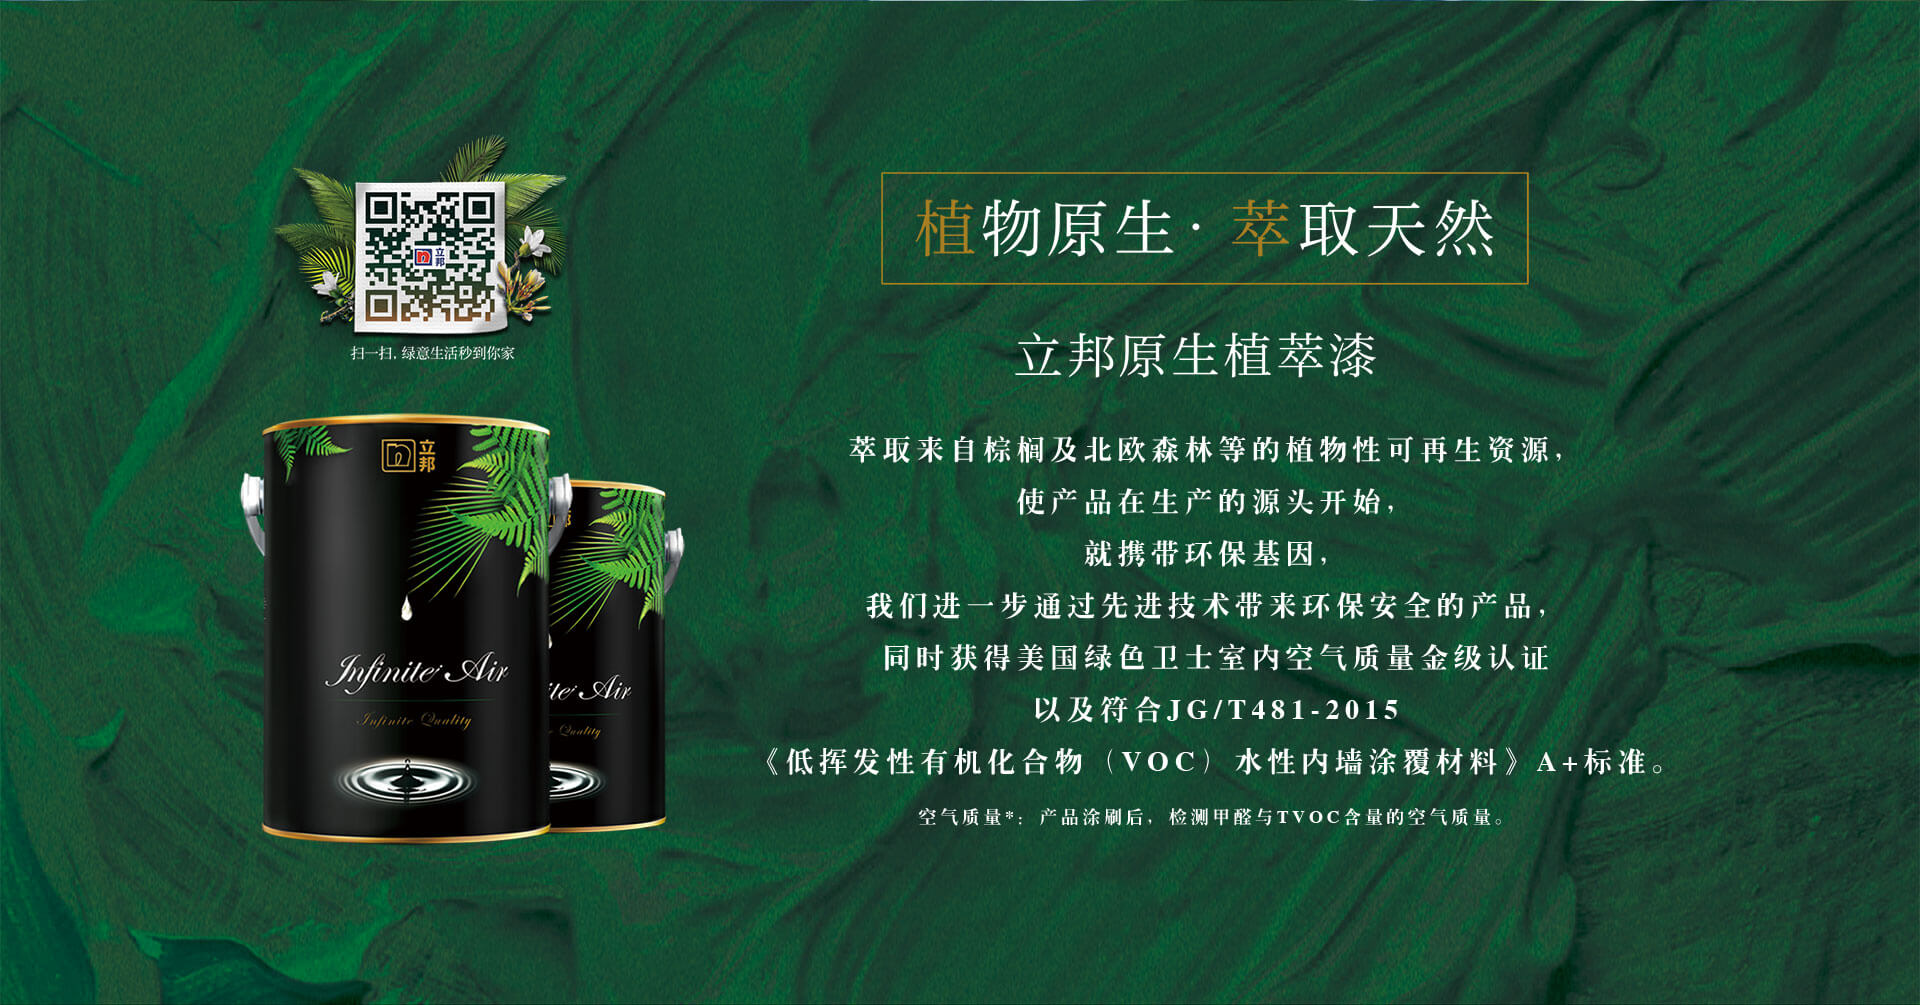 立邦
扫一扫, 绿意生活秒到你家
立邦
Infinite Air
Infinite Quality
邦
ite Air
Quality
植物原生·萃取天然
立邦原生植萃漆
萃取来自棕榈及北欧森林等的植物性可再生资源,
使产品在生产的源头开始,
就携带环保基因,
我们进一步通过先进技术带来环保安全的产品,
同时获得美国绿色卫士室内空气质量金级认证
以及符合JG/T481-2015
《低挥发性有机化合物（VOC）水性内墙涂覆材料》A+标准。
空气质量*: 产品涂刷后, 检测甲醛与TVOC含量的空气质量。